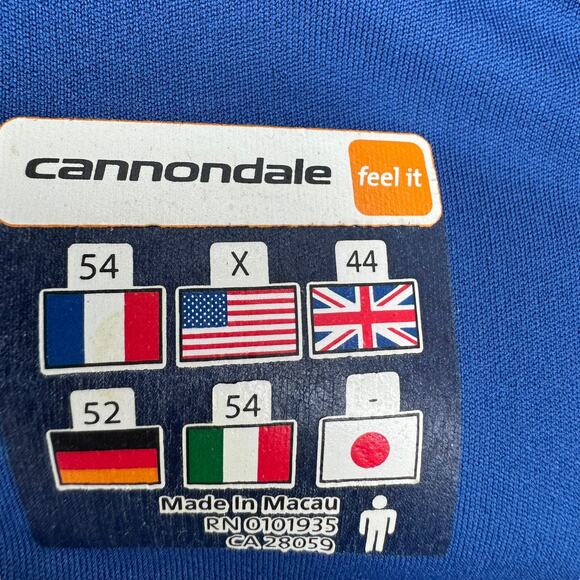 cannondale feel it
54 X 44
52 54 -
Made In Macau
RN 0101935
CA 28059